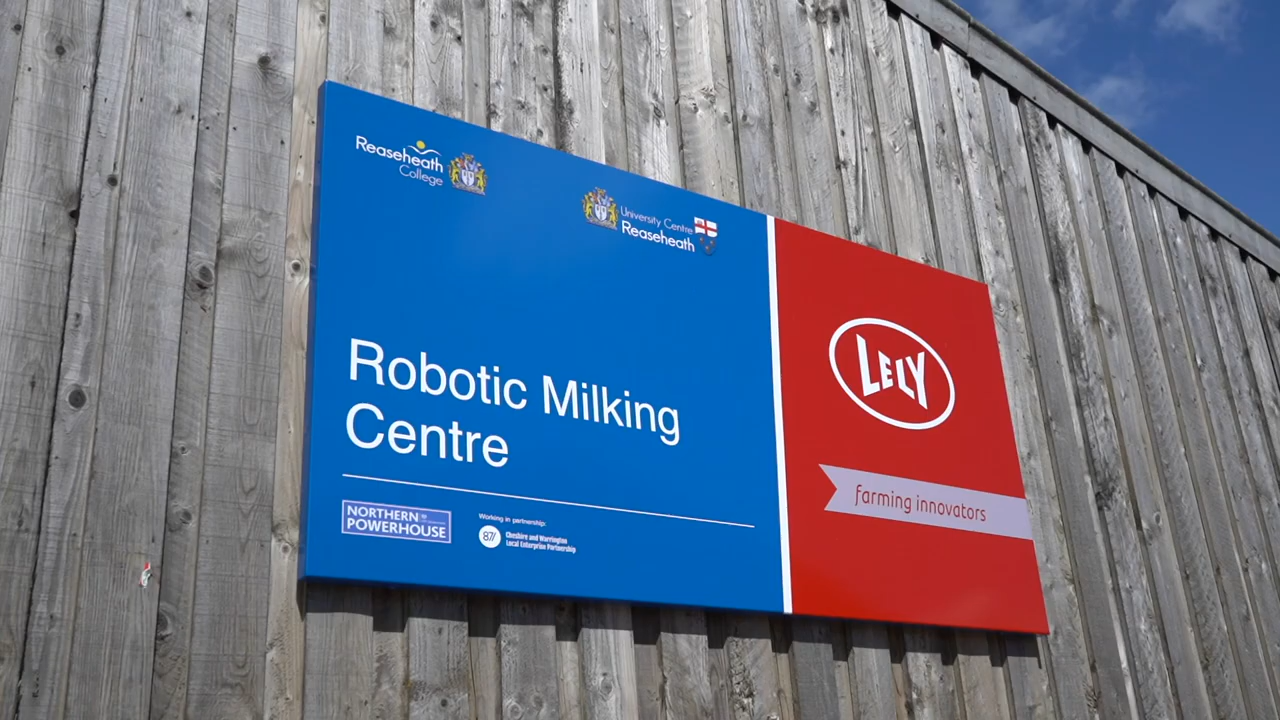 Reaseheath
College
University Centre
Reaseheath
Robotic Milking
Centre
NORTHERN
POWERHOUSE
Working in partnership:
87/
Cheshire and Warrington
Local Enterprise Partnership
LELY
farming innovators